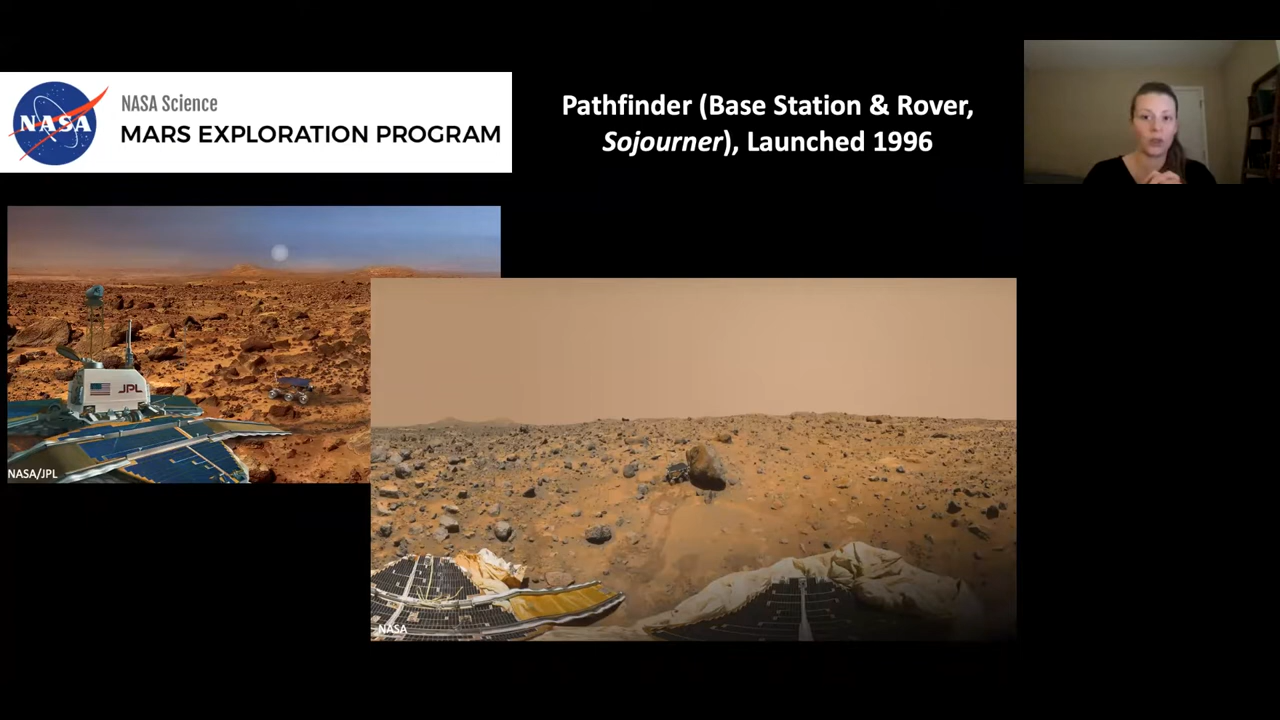 NASA
NASA Science
MARS EXPLORATION PROGRAM
Pathfinder (Base Station & Rover,
Sojourner), Launched 1996
JPL
NASA/JPL
NASA